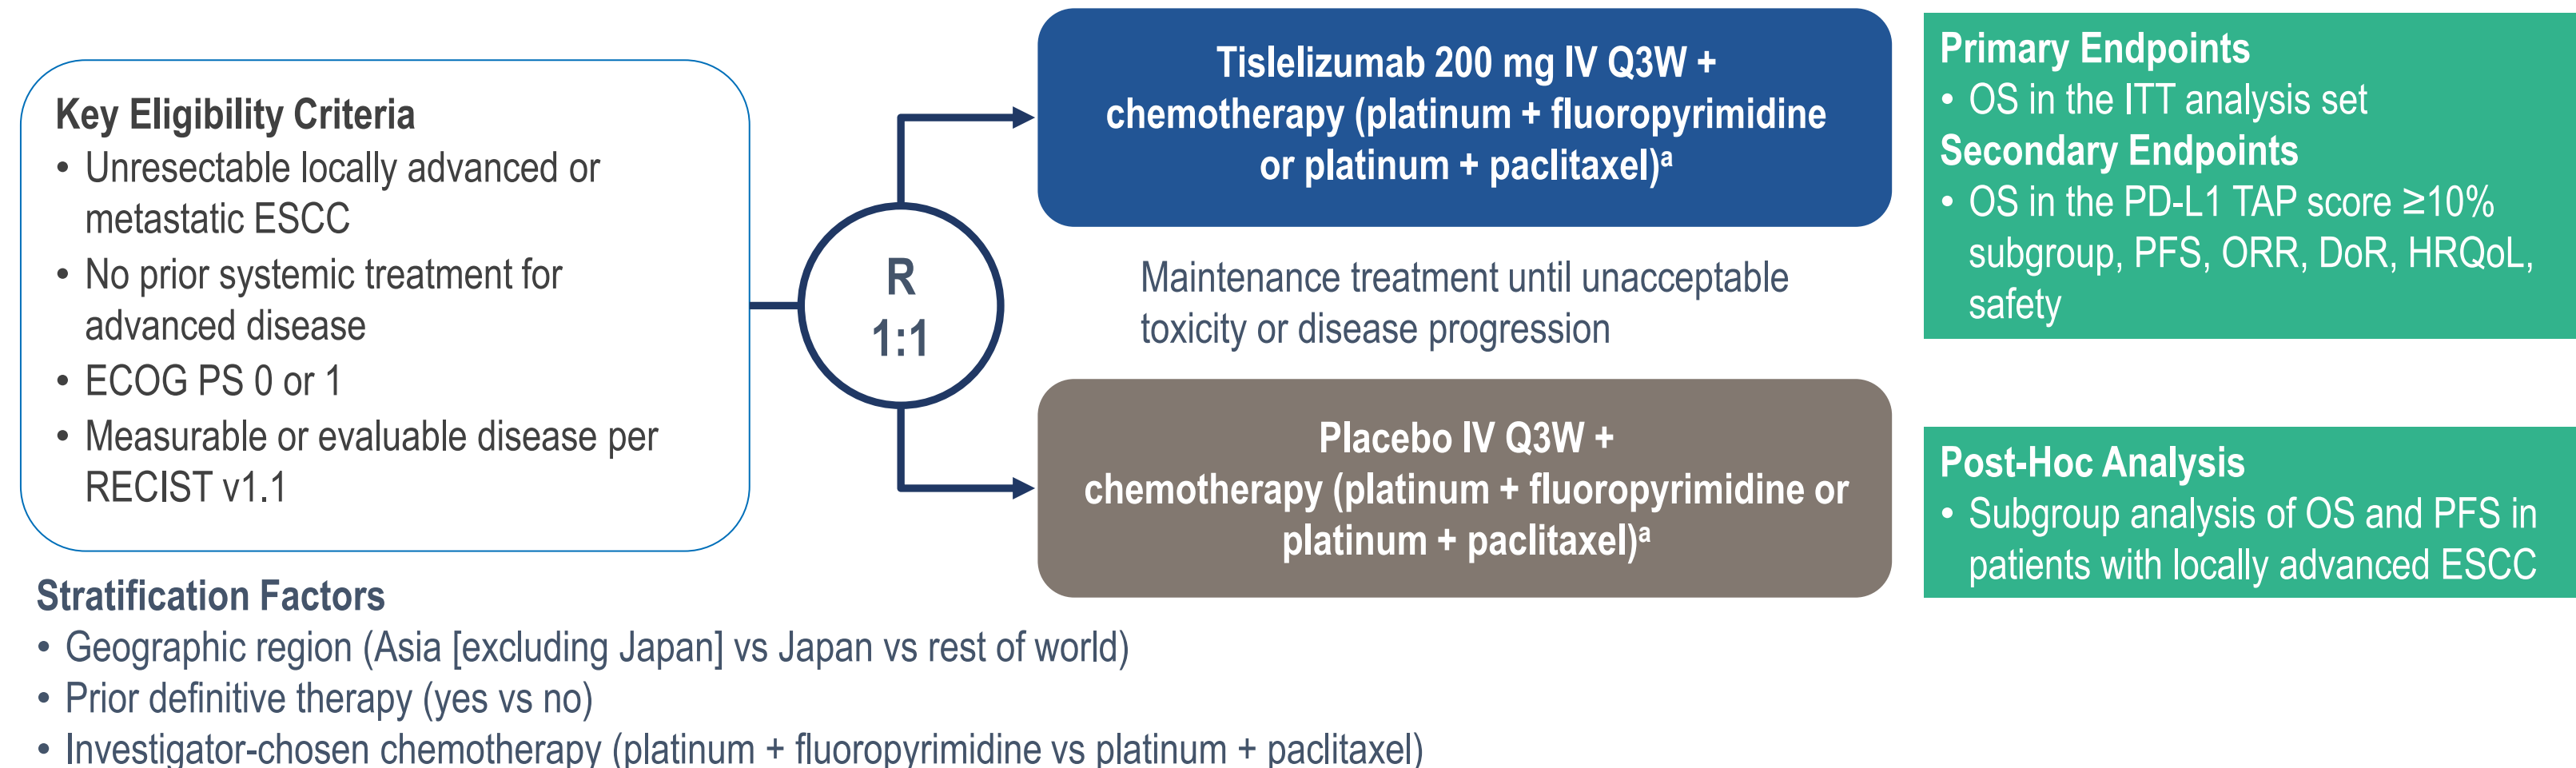 Key Eligibility Criteria
• Unresectable locally advanced or
metastatic ESCC
• No prior systemic treatment for
advanced disease
• ECOG PS 0 or 1
• Measurable or evaluable disease per
RECIST v1.1
R
1:1
Tislelizumab 200 mg IV Q3W +
chemotherapy (platinum + fluoropyrimidine
or platinum + paclitaxel)ᵃ
Maintenance treatment until unacceptable
toxicity or disease progression
Placebo IV Q3W +
chemotherapy (platinum + fluoropyrimidine or
platinum + paclitaxel)ᵃ
Primary Endpoints
• OS in the ITT analysis set
Secondary Endpoints
• OS in the PD-L1 TAP score ≥10%
subgroup, PFS, ORR, DoR, HRQoL,
safety
Post-Hoc Analysis
• Subgroup analysis of OS and PFS in
patients with locally advanced ESCC
Stratification Factors
• Geographic region (Asia [excluding Japan] vs Japan vs rest of world)
• Prior definitive therapy (yes vs no)
• Investigator-chosen chemotherapy (platinum + fluoropyrimidine vs platinum + paclitaxel)